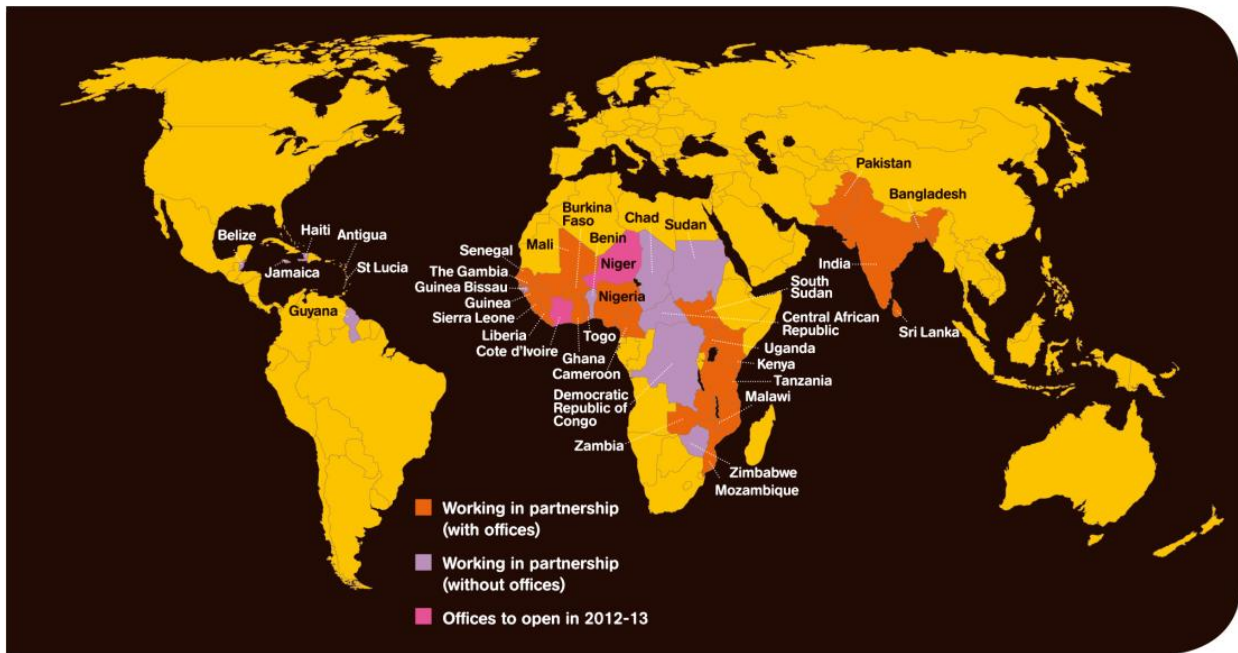 Pakistan
Bangladesh
Burkina
Faso
Chad
Sudan
Belize
Haiti
Antigua
Mali
Benin
Senegal
Jamaica
St Lucia
The Gambia
Niger
India
Guinea Bissau
Nigeria
South
Sudan
Guinea
Guyana
Sierra Leone
Central African
Republic
Sri Lanka
Liberia
Togo
Cote d'Ivoire
Uganda
Ghana
Kenya
Cameroon
Tanzania
Democratic
Republic of
Congo
Malawi
Zambia
Zimbabwe
Mozambique
Working in partnership
(with offices)
Working in partnership
(without offices)
Offices to open in 2012-13